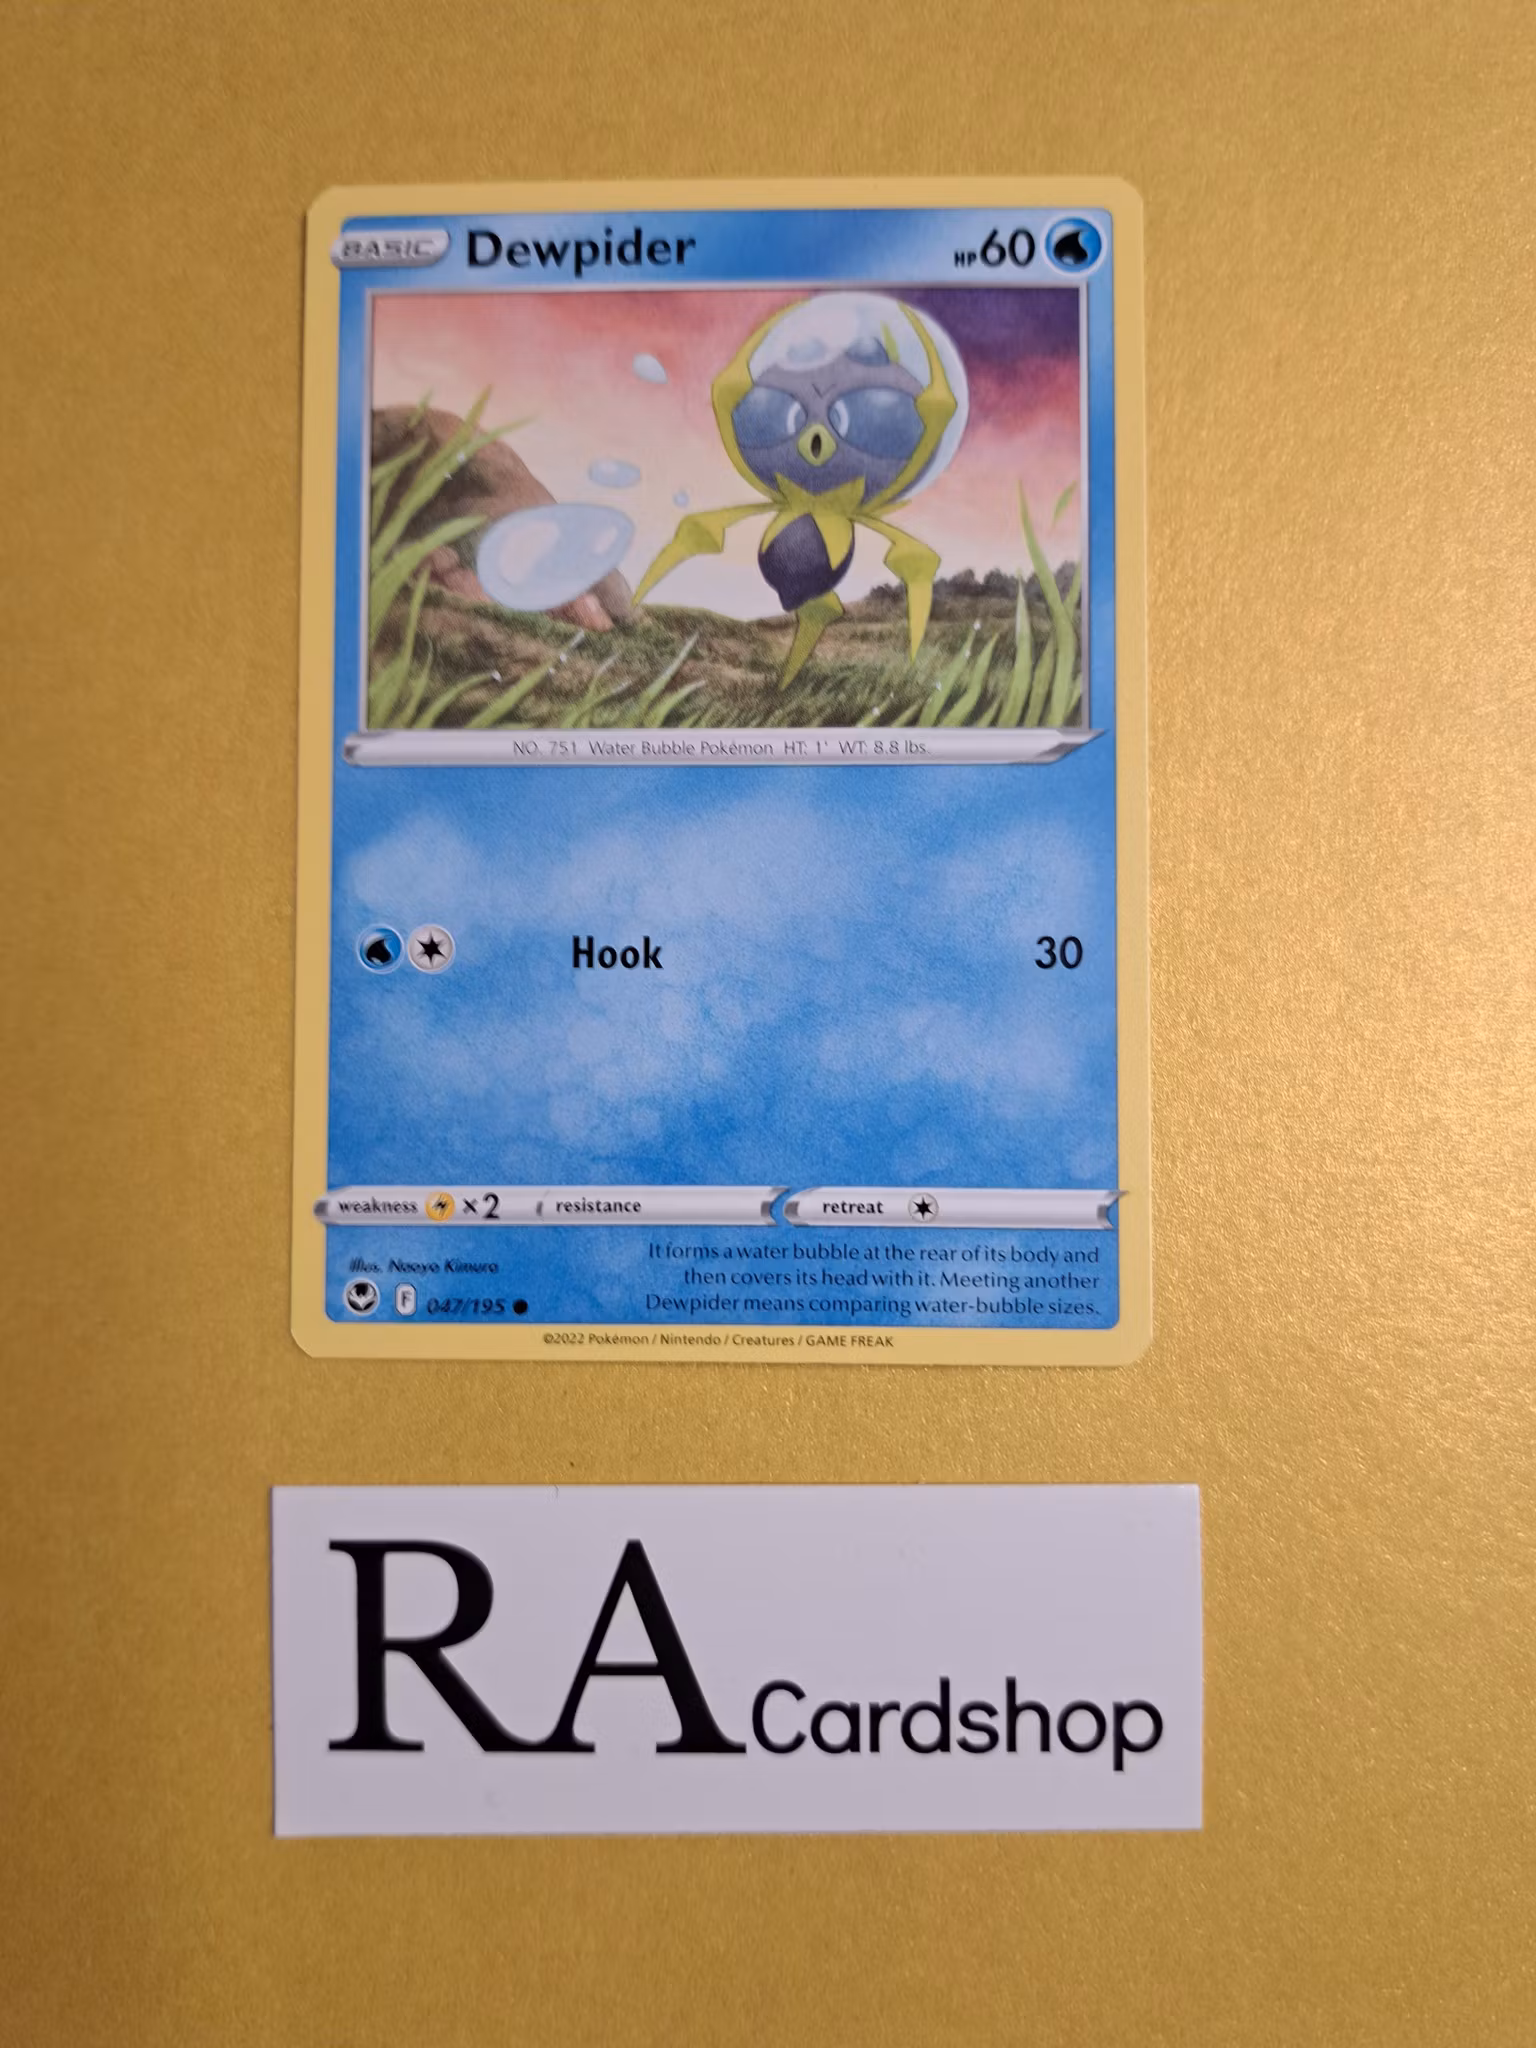 BASIC Dewpider HP60
NO. 751 Water Bubble Pokémon HT: 1' WT: 8.8 lbs.
Hook 30
weakness ×2 resistance retreat
Illus. Naoyo Kimura
It forms a water bubble at the rear of its body and
then covers its head with it. Meeting another
Dewpider means comparing water-bubble sizes.
F 047/195
©2022 Pokémon / Nintendo / Creatures / GAME FREAK
RA Cardshop